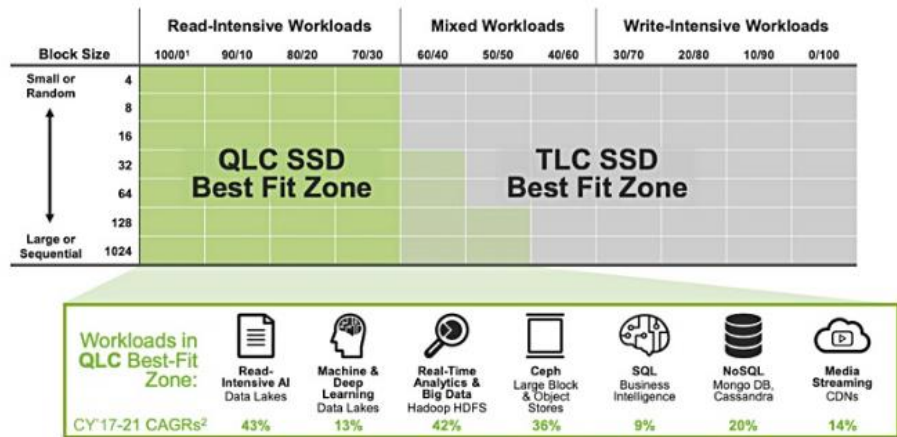 Read-Intensive Workloads Mixed Workloads Write-Intensive Workloads
Block Size 100/0¹ 90/10 80/20 70/30 60/40 50/50 40/60 30/70 20/80 10/90 0/100
Small or
Random
4
8
16
32
64
128
1024
Large or
Sequential
QLC SSD
Best Fit Zone
TLC SSD
Best Fit Zone
Workloads in
QLC Best-Fit
Zone:
Read-
Intensive AI
Data Lakes
Machine &
Deep
Learning
Data Lakes
Real-Time
Analytics &
Big Data
Hadoop HDFS
Ceph
Large Block
& Object
Stores
SQL
Business
Intelligence
NoSQL
Mongo DB,
Cassandra
Media
Streaming
CDNs
CY'17-21 CAGRs² 43% 13% 42% 36% 9% 20% 14%